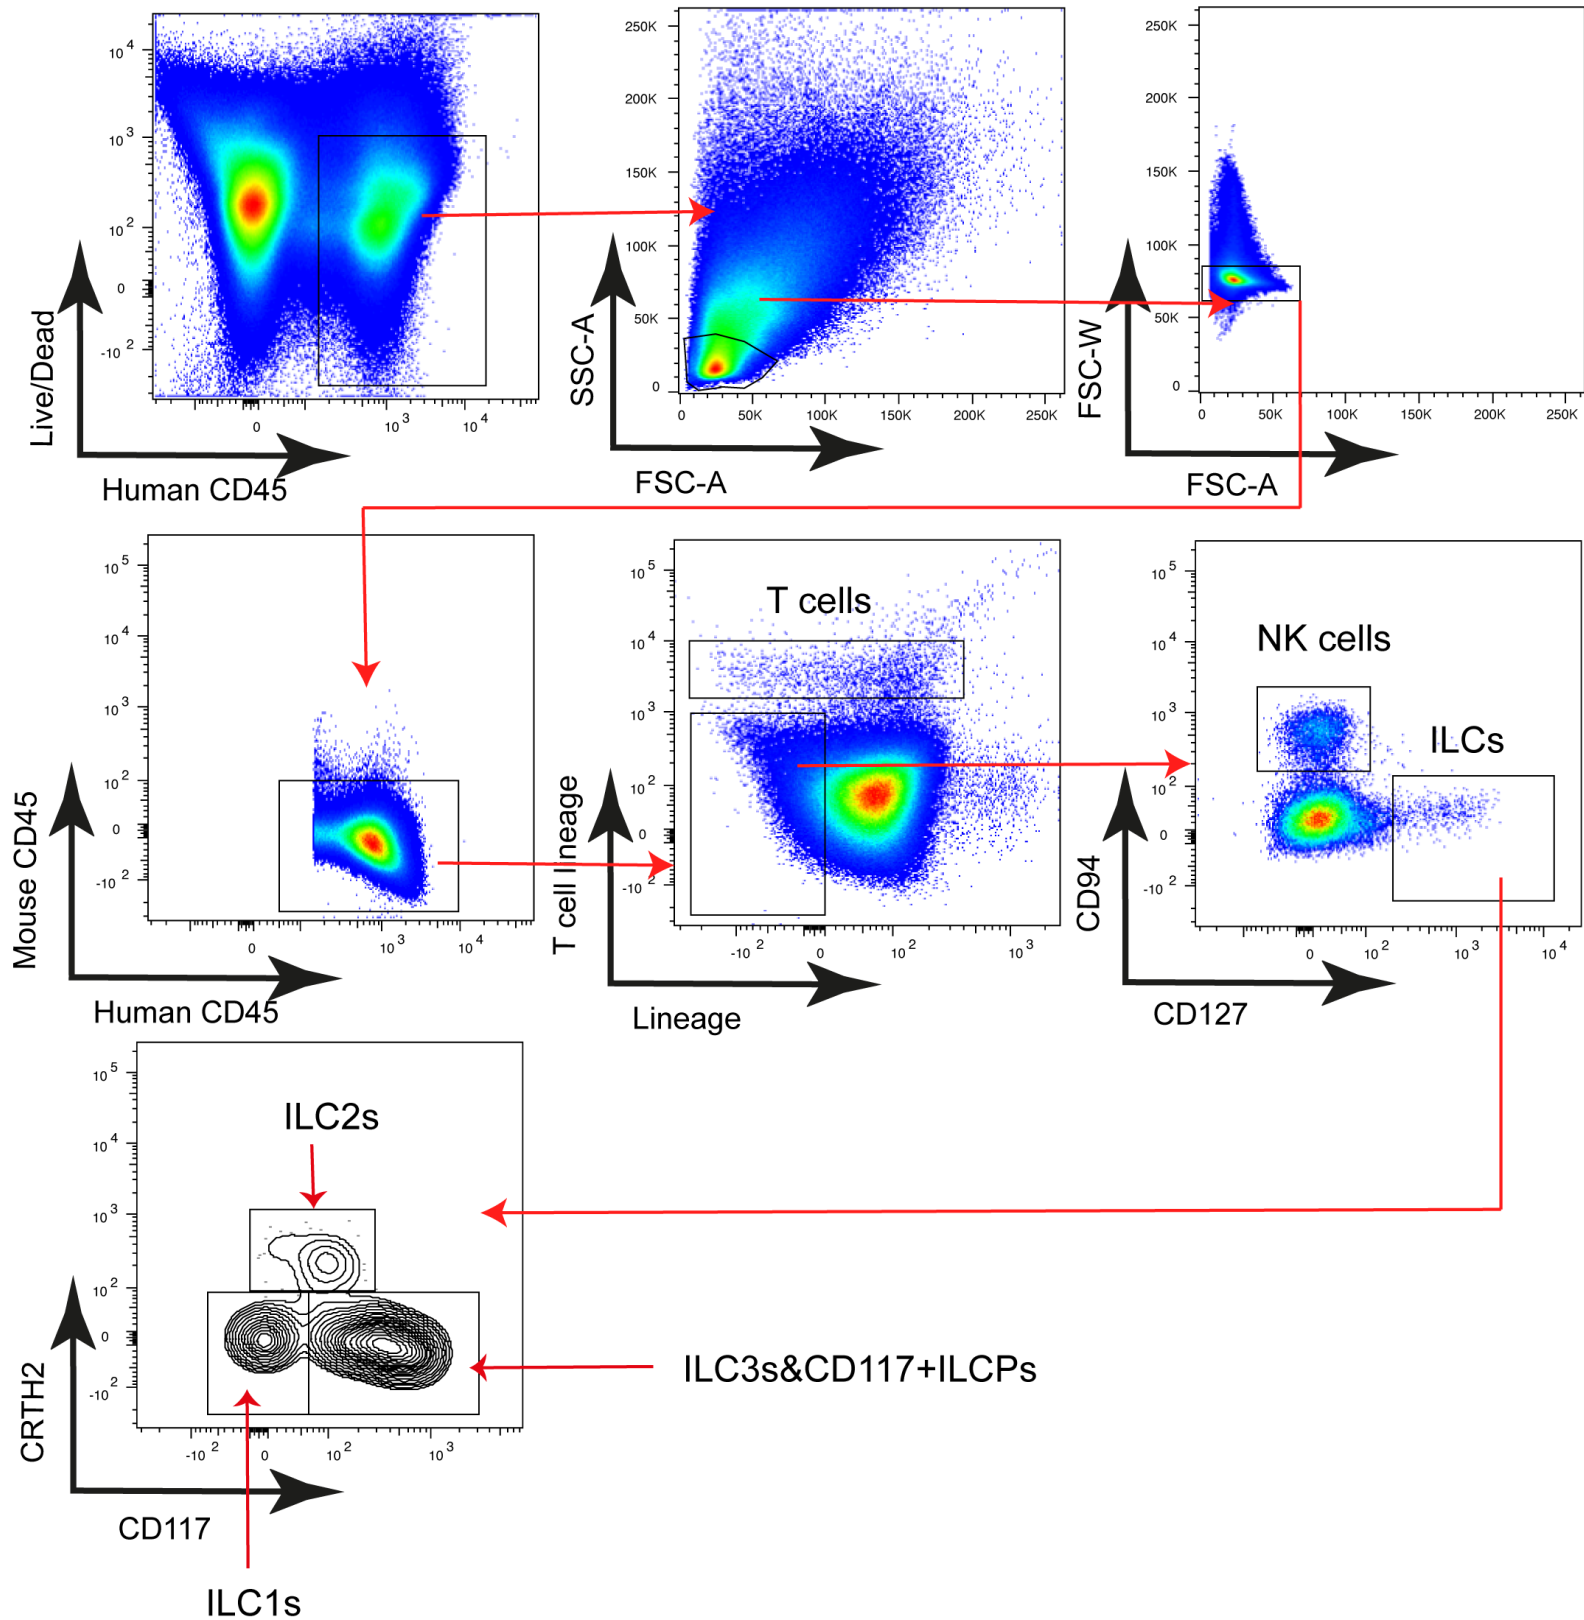 10 4
10 3
10 2
0
-10 2
0
10 3
10 4
Live/Dead
Human CD45
250K
200K
150K
100K
50K
0
0
50K
100K
150K
200K
250K
SSC-A
FSC-A
250K
200K
150K
100K
50K
0
0
50K
100K
150K
200K
250K
FSC-W
FSC-A
10 5
10 4
10 3
10 2
0
-10 2
0
10 3
10 4
Mouse CD45
Human CD45
T cells
10 5
10 4
10 3
10 2
0
-10 2
-10 2
0
10 2
10 3
T cell lineage
Lineage
NK cells
ILCs
10 5
10 4
10 3
10 2
0
-10 2
0
10 2
10 3
10 4
CD94
CD127
ILC2s
10 5
10 4
10 3
10 2
0
-10 2
-10 2
0
10 2
10 3
CRTH2
CD117
ILC3s&CD117+ILCPs
ILC1s